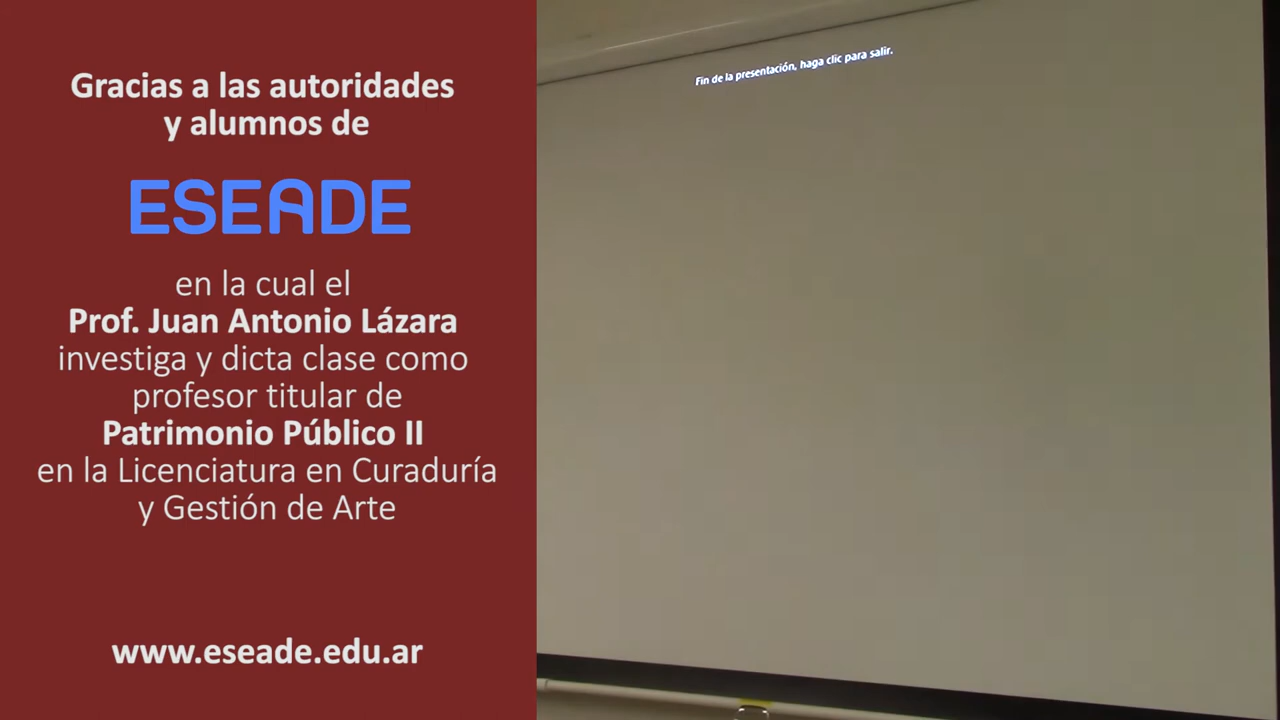 Gracias a las autoridades
y alumnos de
ESEADE
en la cual el
Prof. Juan Antonio Lázara
investiga y dicta clase como
profesor titular de
Patrimonio Público II
en la Licenciatura en Curaduría
y Gestión de Arte
www.eseade.edu.ar
Fin de la presentación, haga clic para salir.